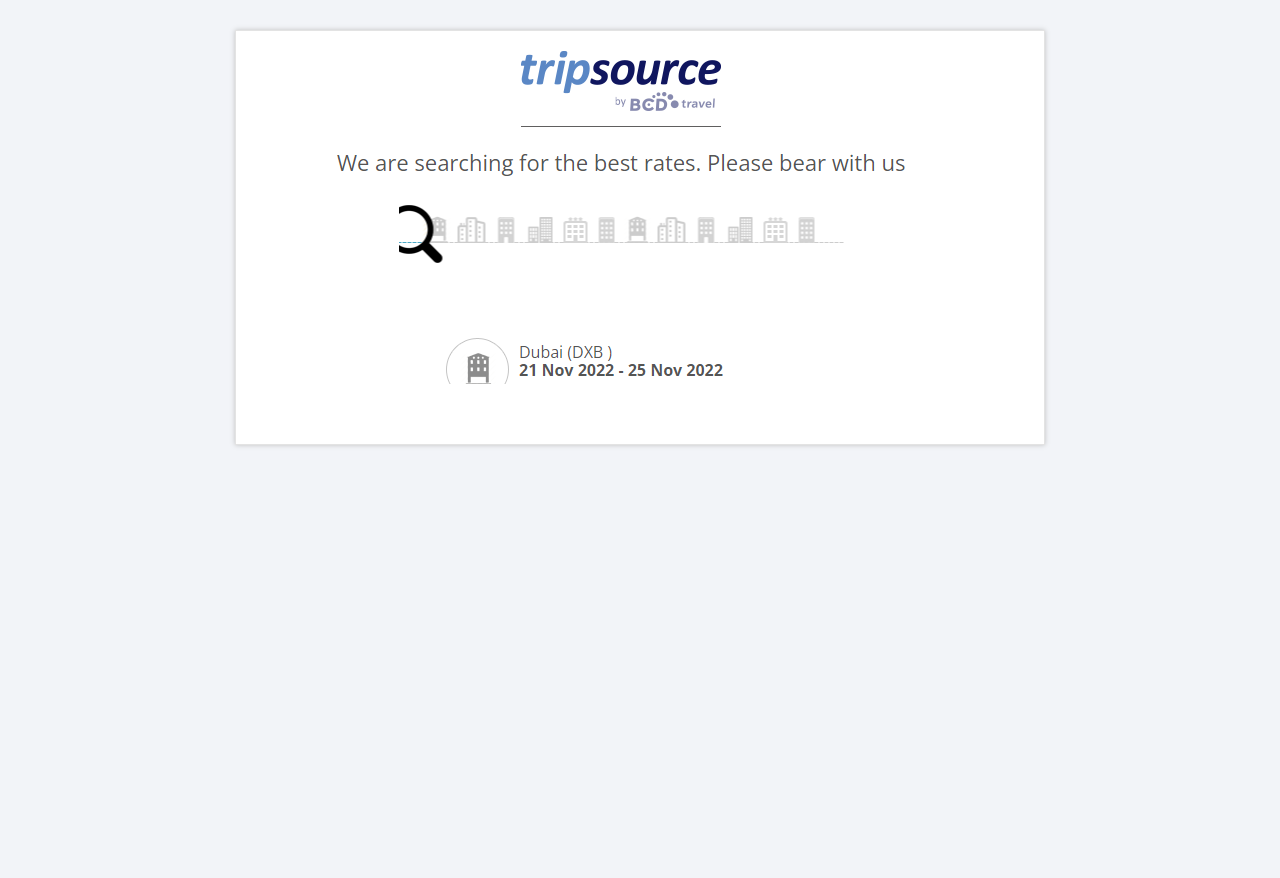 tripsource
by BCD travel
We are searching for the best rates. Please bear with us
Dubai (DXB )
21 Nov 2022 - 25 Nov 2022